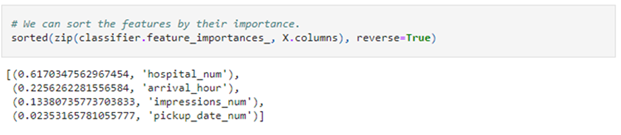 # We can sort the features by their importance.
sorted(zip(classifier.feature_importances_, X.columns), reverse=True)
[(0.6170347562967454, 'hospital_num'),
(0.2256262281556584, 'arrival_hour'),
(0.13380735773703833, 'impressions_num'),
(0.02353165781055777, 'pickup_date_num')]